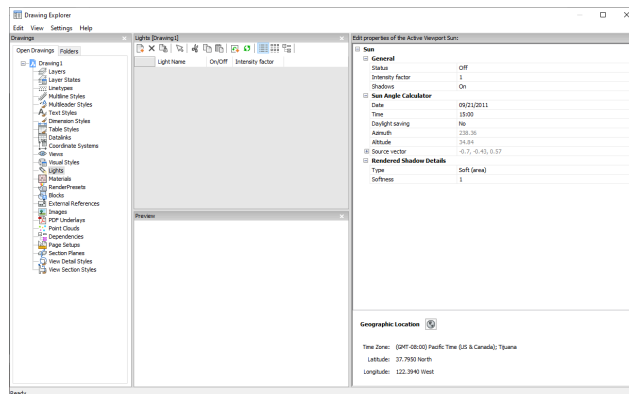 Drawing Explorer
Edit View Settings Help
Drawings
Open Drawings Folders
Drawing1
Layers
Layer States
Linetypes
Multiline Styles
Multileader Styles
Text Styles
Dimension Styles
Table Styles
Datalinks
Coordinate Systems
Views
Visual Styles
Lights
Materials
RenderPresets
Blocks
External References
Images
PDF Underlays
Point Clouds
Dependencies
Page Setups
Section Planes
View Detail Styles
View Section Styles
Lights [Drawing1]
Light Name On/Off Intensity factor
Preview
Edit properties of the Active Viewport Sun:
Sun
General
Status Off
Intensity factor 1
Shadows On
Sun Angle Calculator
Date 09/21/2011
Time 15:00
Daylight saving No
Azimuth 238.36
Altitude 34.84
Source vector -0.7, -0.43, 0.57
Rendered Shadow Details
Type Soft (area)
Softness 1
Geographic Location
Time Zone: (GMT-08:00) Pacific Time (US & Canada); Tijuana
Latitude: 37.7950 North
Longitude: 122.3940 West
Ready